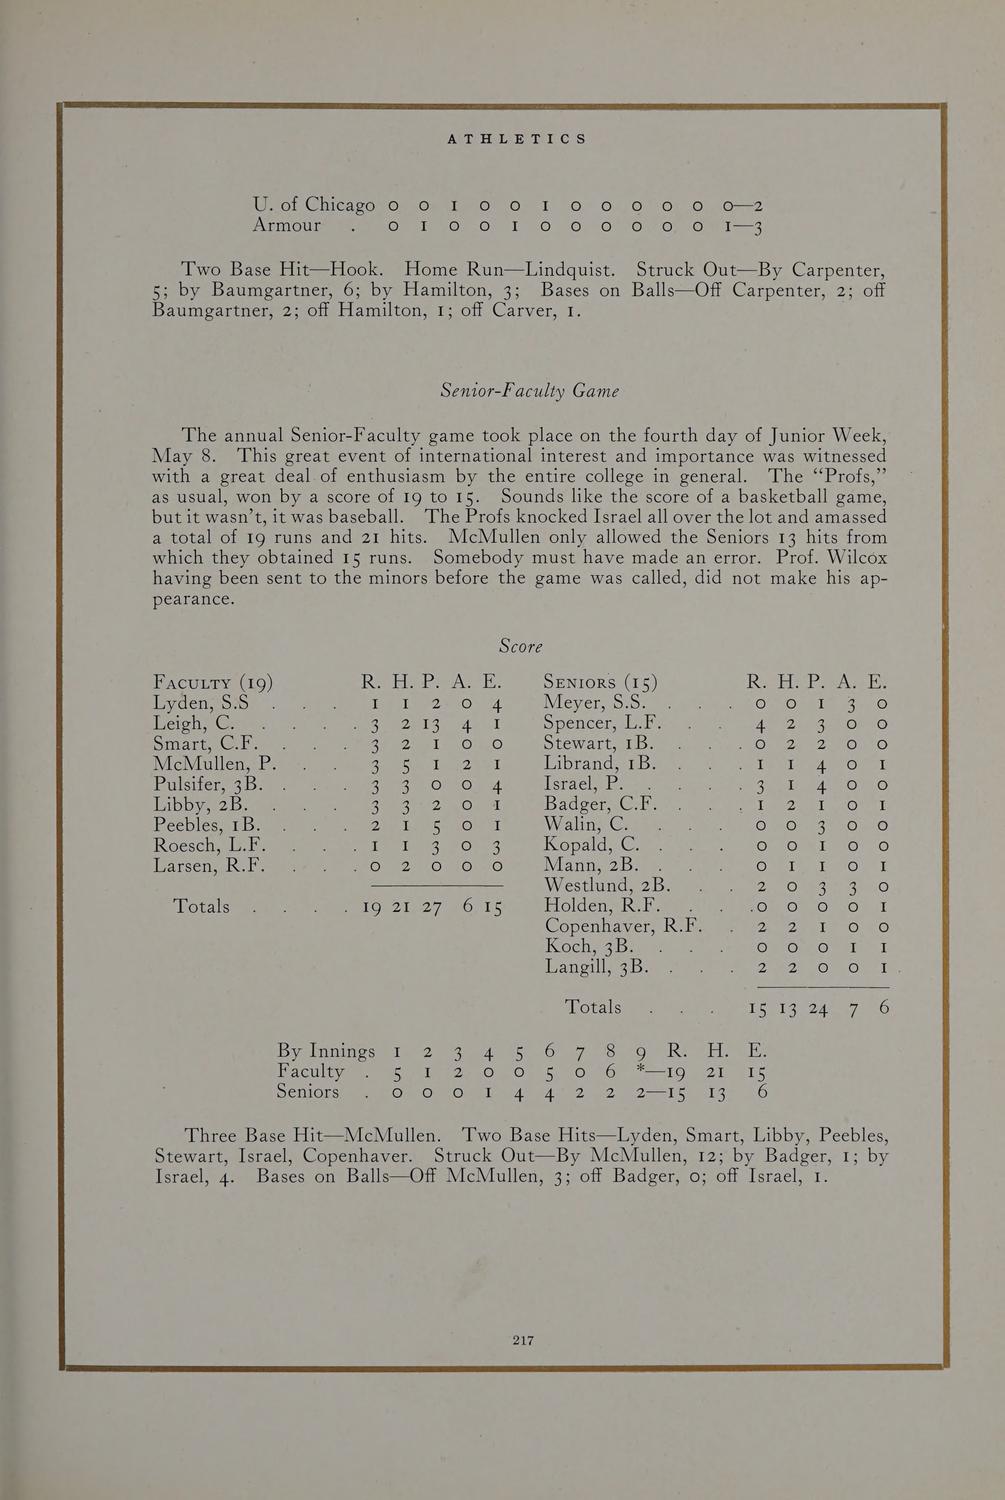 ATHLETICS
U. of Chicago 0 0 1 0 0 1 0 0 0 0 0 0—2
Armour . 0 1 0 0 1 0 0 0 0 0 0 1—3
Two Base Hit—Hook. Home Run—Lindquist. Struck Out—By Carpenter,
5; by Baumgartner, 6; by Hamilton, 3; Bases on Balls—Off Carpenter, 2; off
Baumgartner, 2; off Hamilton, 1; off Carver, 1.
Senior-Faculty Game
The annual Senior-Faculty game took place on the fourth day of Junior Week,
May 8. This great event of international interest and importance was witnessed
with a great deal of enthusiasm by the entire college in general. The “Profs,”
as usual, won by a score of 19 to 15. Sounds like the score of a basketball game,
but it wasn’t, it was baseball. The Profs knocked Israel all over the lot and amassed
a total of 19 runs and 21 hits. McMullen only allowed the Seniors 13 hits from
which they obtained 15 runs. Somebody must have made an error. Prof. Wilcox
having been sent to the minors before the game was called, did not make his ap-
pearance.
Score
FACULTY (19) R. H. P. A. E.
Lyden, S.S . . . 1 1 2 0 4
Leigh, C. . . . . . 3 2 13 4 1
Smart, C.F. . . . . 3 2 1 0 0
McMullen, P. . . . 3 5 1 2 1
Pulsifer, 3B. . . . . 3 3 0 0 4
Libby, 2B. . . . . 3 3 2 0 1
Peebles, 1B. . . . . 2 1 5 0 1
Roesch, L.F. . . . . 1 1 3 0 3
Larsen, R.F. . . . . 0 2 0 0 0
Totals . . . . 19 21 27 6 15
SENIORS (15) R. H. P. A. E.
Meyer, S.S. . . . 0 0 1 3 0
Spencer, L.F. . . 4 2 3 0 0
Stewart, 1B. . . . 0 2 2 0 0
Librand, 1B. . . . 1 1 4 0 1
Israel, P. . . . . 3 1 4 0 0
Badger, C.F. . . . 1 2 1 0 1
Walin, C. . . . 0 0 3 0 0
Kopald, C. . . . 0 0 1 0 0
Mann, 2B. . . . 0 1 1 0 1
Westlund, 2B. . . 2 0 3 3 0
Holden, R.F. . . .0 0 0 0 1
Copenhaver, R.F. . 2 2 1 0 0
Koch, 3B. . . . 0 0 0 1 1
Langill, 3B. . . . 2 2 0 0 1
Totals . . . 15 13 24 7 6
By Innings 1 2 3 4 5 6 7 8 9 R. H. E.
Faculty . 5 1 2 0 0 5 0 6 *—19 21 15
Seniors . 0 0 0 1 4 4 2 2 2—15 13 6
Three Base Hit—McMullen. Two Base Hits—Lyden, Smart, Libby, Peebles,
Stewart, Israel, Copenhaver. Struck Out—By McMullen, 12; by Badger, 1; by
Israel, 4. Bases on Balls—Off McMullen, 3; off Badger, 0; off Israel, 1.
217